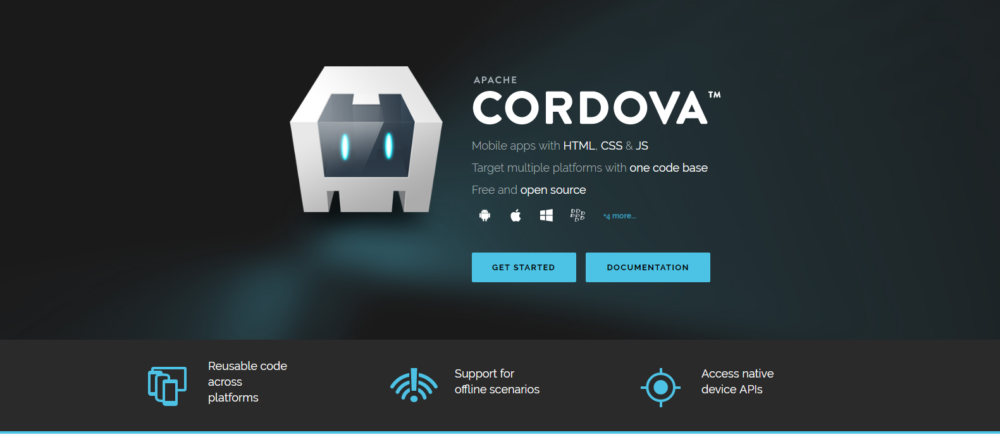 APACHE
CORDOVA™
Mobile apps with HTML, CSS & JS
Target multiple platforms with one code base
Free and open source
+4 more...
GET STARTED
DOCUMENTATION
Reusable code
across
platforms
Support for
offline scenarios
Access native
device APIs